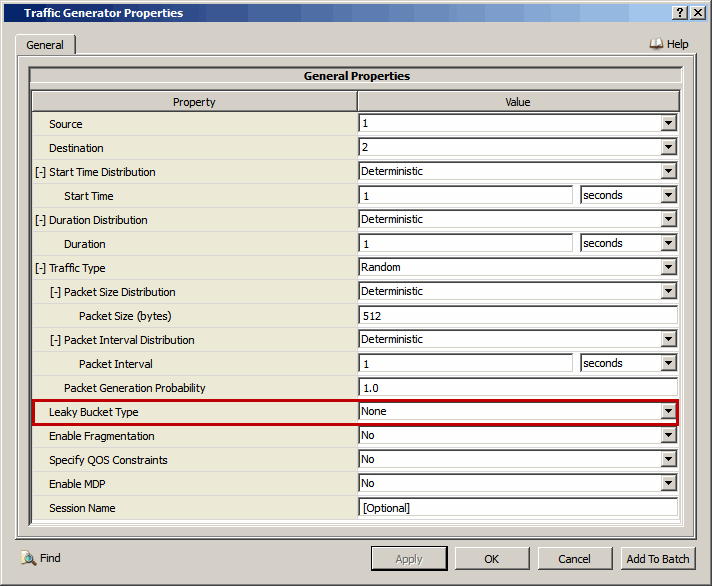 Traffic Generator Properties
General
Help
General Properties
Property Value
Source 1
Destination 2
[-] Start Time Distribution Deterministic
Start Time 1 seconds
[-] Duration Distribution Deterministic
Duration 1 seconds
[-] Traffic Type Random
[-] Packet Size Distribution Deterministic
Packet Size (bytes) 512
[-] Packet Interval Distribution Deterministic
Packet Interval 1 seconds
Packet Generation Probability 1.0
Leaky Bucket Type None
Enable Fragmentation No
Specify QOS Constraints No
Enable MDP No
Session Name [Optional]
Find Apply OK Cancel Add To Batch